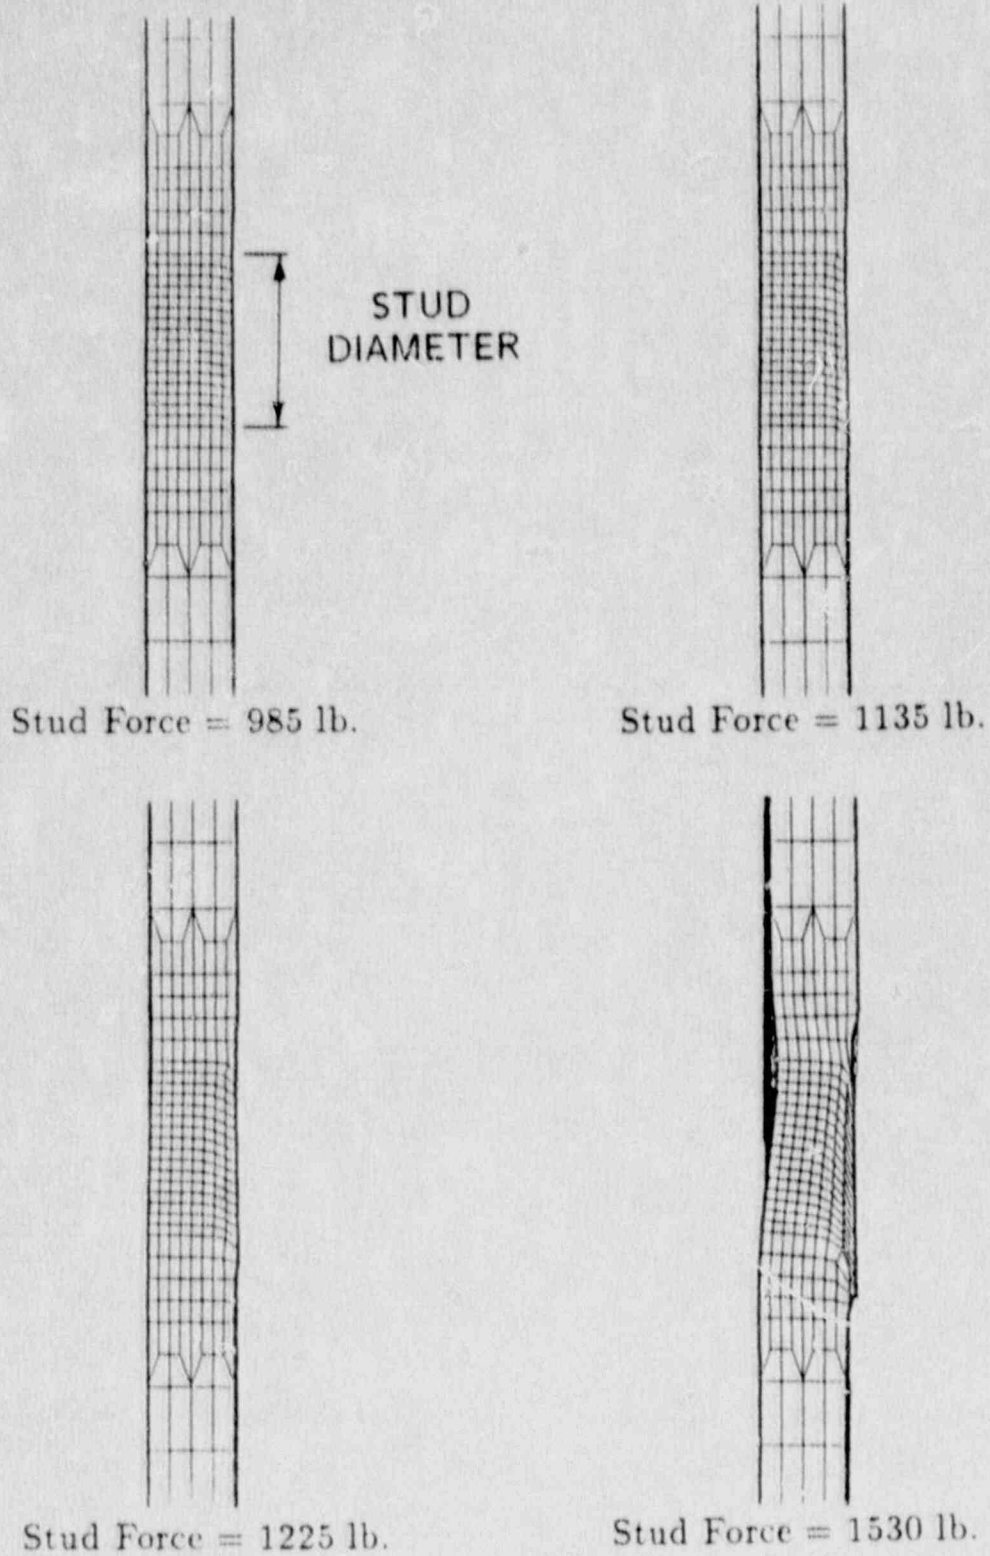 STUD
DIAMETER
Stud Force = 985 lb.
Stud Force = 1135 lb.
Stud Force = 1225 lb.
Stud Force = 1530 lb.